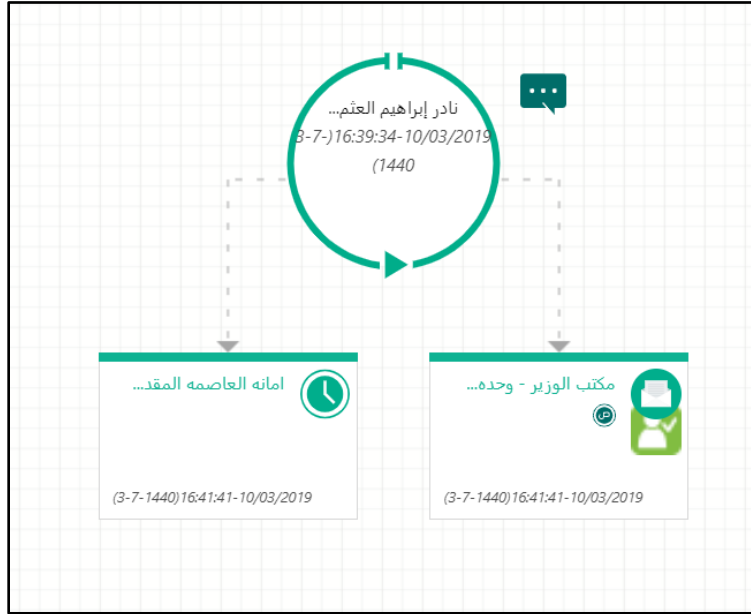 نادر إبراهيم العثم...
3-7-)16:39:34-10/03/2019
(1440
مكتب الوزير - وحده...
ص
(3-7-1440)16:41:41-10/03/2019
امانه العاصمه المقد...
(3-7-1440)16:41:41-10/03/2019